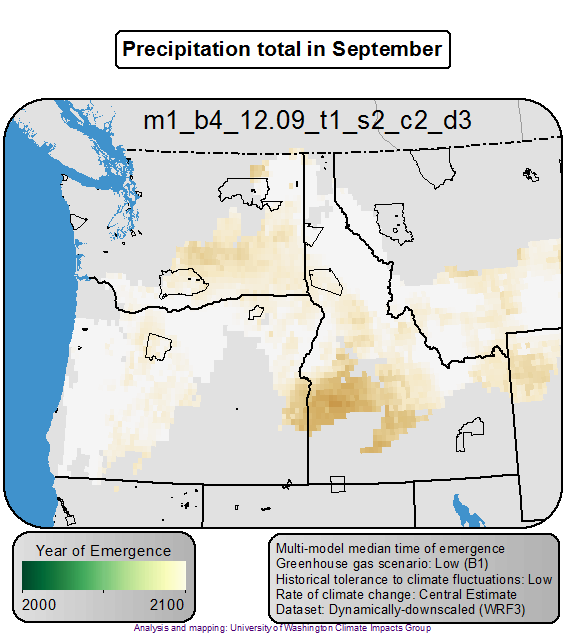 Precipitation total in September
m1_b4_12.09_t1_s2_c2_d3
Year of Emergence
2000 2100
Multi-model median time of emergence
Greenhouse gas scenario: Low (B1)
Historical tolerance to climate fluctuations: Low
Rate of climate change: Central Estimate
Dataset: Dynamically-downscaled (WRF3)
Analysis and mapping: University of Washington Climate Impacts Group